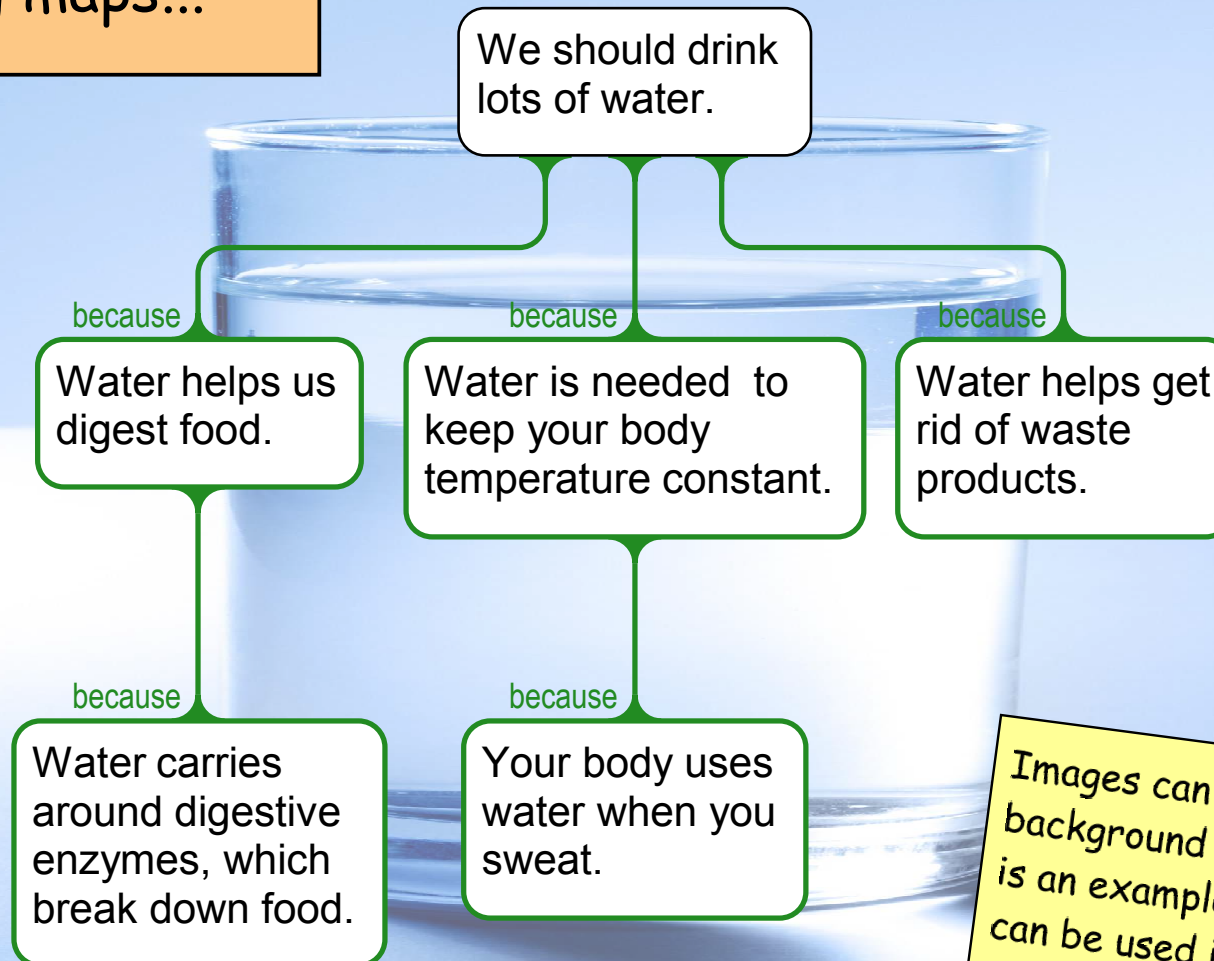 maps...
We should drink
lots of water.
because
because
because
Water helps us
digest food.
Water is needed to
keep your body
temperature constant.
Water helps get
rid of waste
products.
because
because
Water carries
around digestive
enzymes, which
break down food.
Your body uses
water when you
sweat.
Images can
background
is an example
can be used